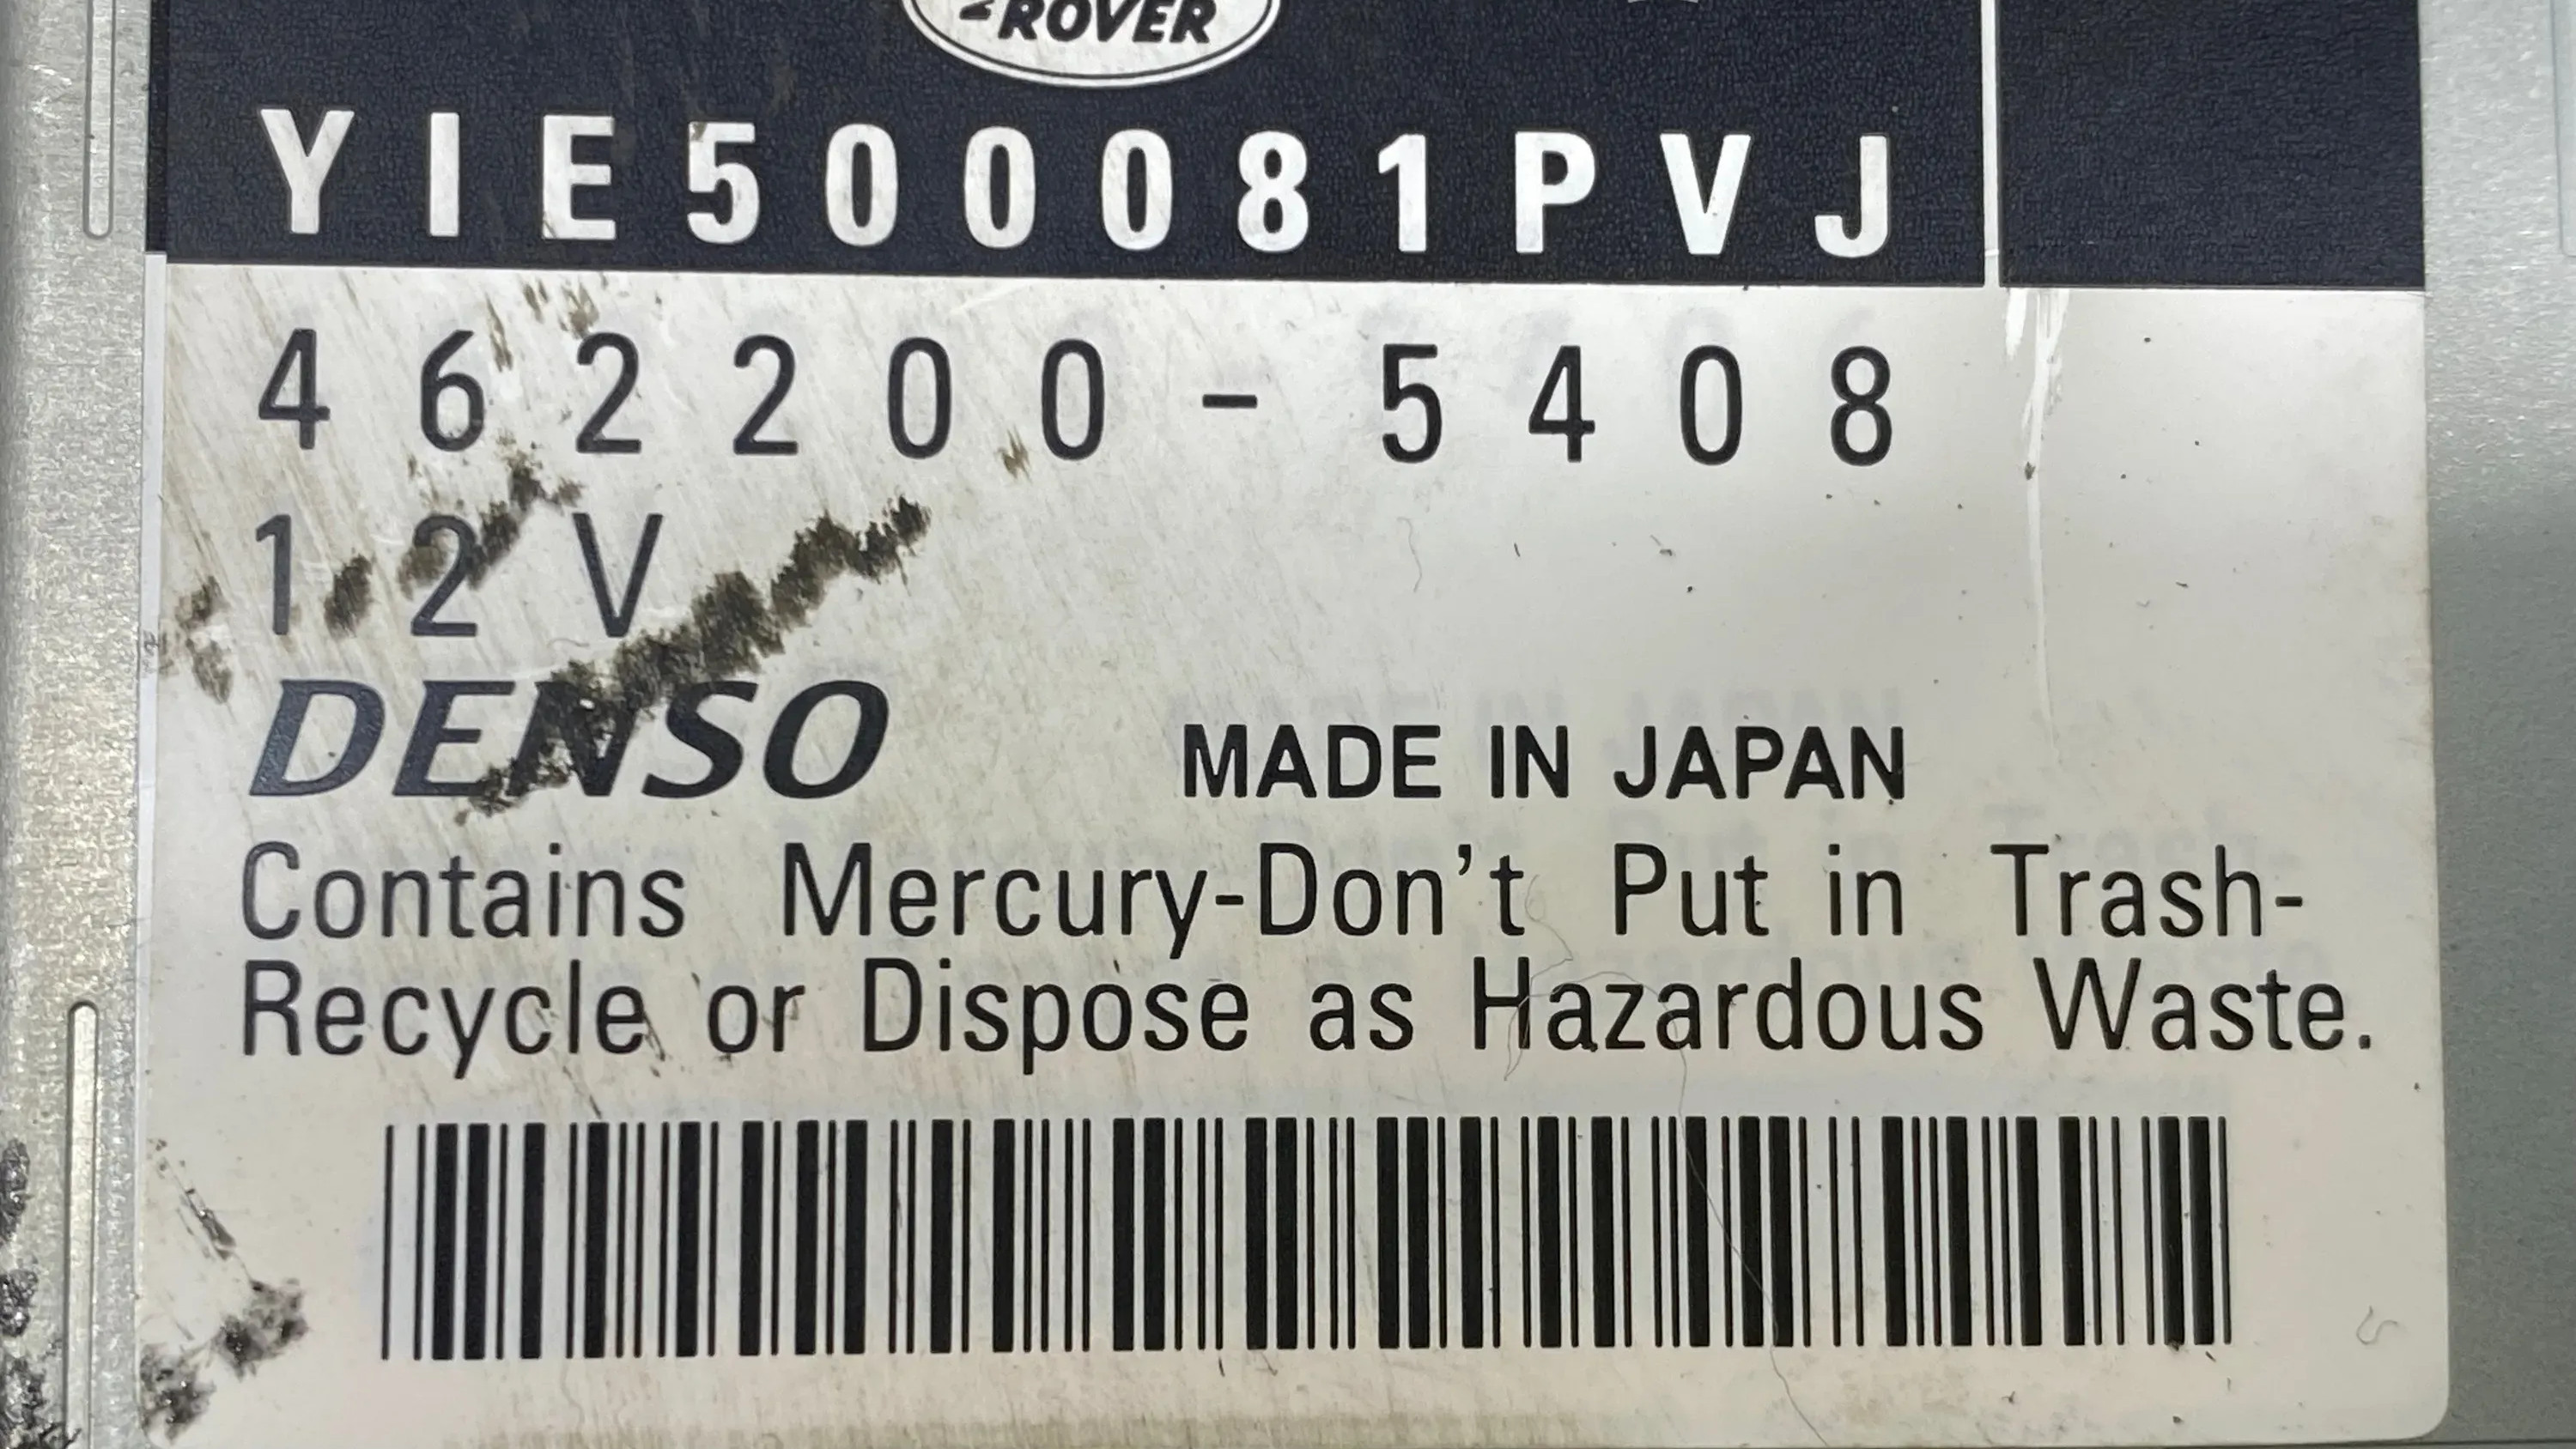 ROVER
YIE500081PVJ
462200-5408
12V
DENSO
MADE IN JAPAN
Contains Mercury-Don't Put in Trash-
Recycle or Dispose as Hazardous Waste.